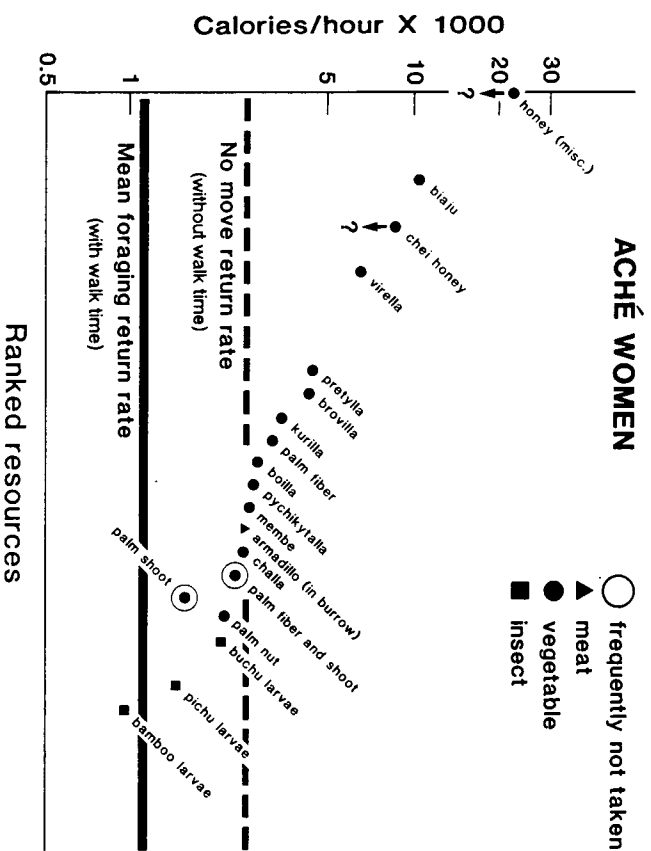 ACHÉ WOMEN
frequently not taken
meat
vegetable
insect
Calories/hour X 1000
30
20
10
5
1
0.5
?
honey (misc.)
biaju
?
chei honey
virella
pretylla
brovilla
kurilla
palm fiber
boilla
pychikytalla
membe
armadillo (in burrow)
challa
palm fiber and shoot
palm shoot
palm nut
buchu larvae
pichu larvae
bamboo larvae
No move return rate
(without walk time)
Mean foraging return rate
(with walk time)
Ranked resources